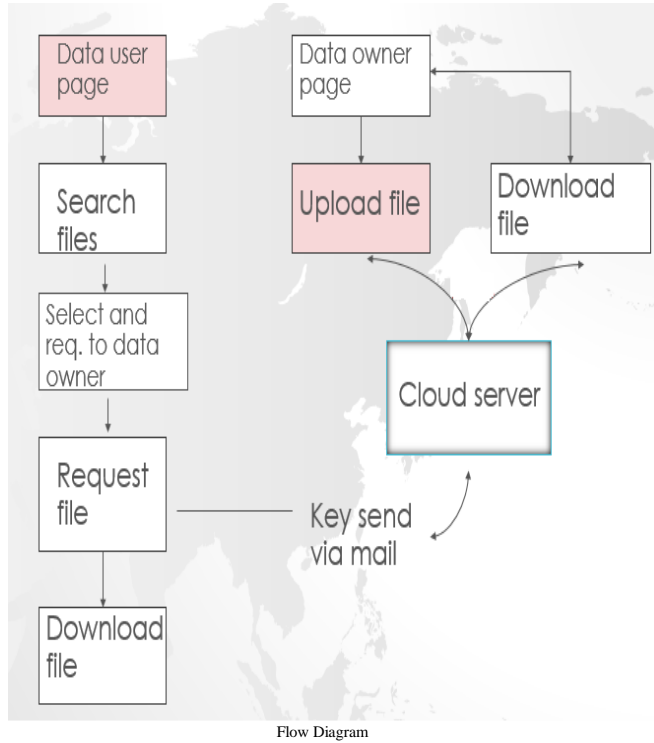 Data user
page
Search
files
Select and
req. to data
owner
Request
file
Download
file
Data owner
page
Upload file
Download
file
Cloud server
Key send
via mail
Flow Diagram